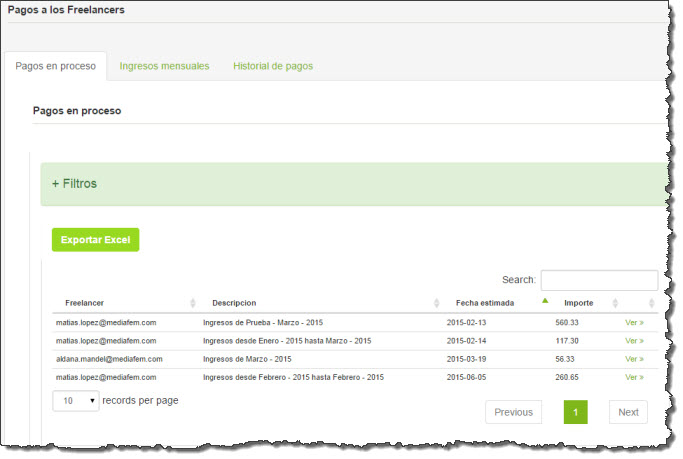 Pagos a los Freelancers
Pagos en proceso Ingresos mensuales Historial de pagos
Pagos en proceso
+ Filtros
Exportar Excel
Search:
Freelancer Descripcion Fecha estimada Importe
matias.lopez@mediafem.com Ingresos de Prueba - Marzo - 2015 2015-02-13 560.33 Ver »
matias.lopez@mediafem.com Ingresos desde Enero - 2015 hasta Marzo - 2015 2015-02-14 117.30 Ver »
aldana.mandel@mediafem.com Ingresos de Marzo - 2015 2015-03-19 56.33 Ver »
matias.lopez@mediafem.com Ingresos desde Febrero - 2015 hasta Febrero - 2015 2015-06-05 260.65 Ver »
10 records per page
Previous 1 Next